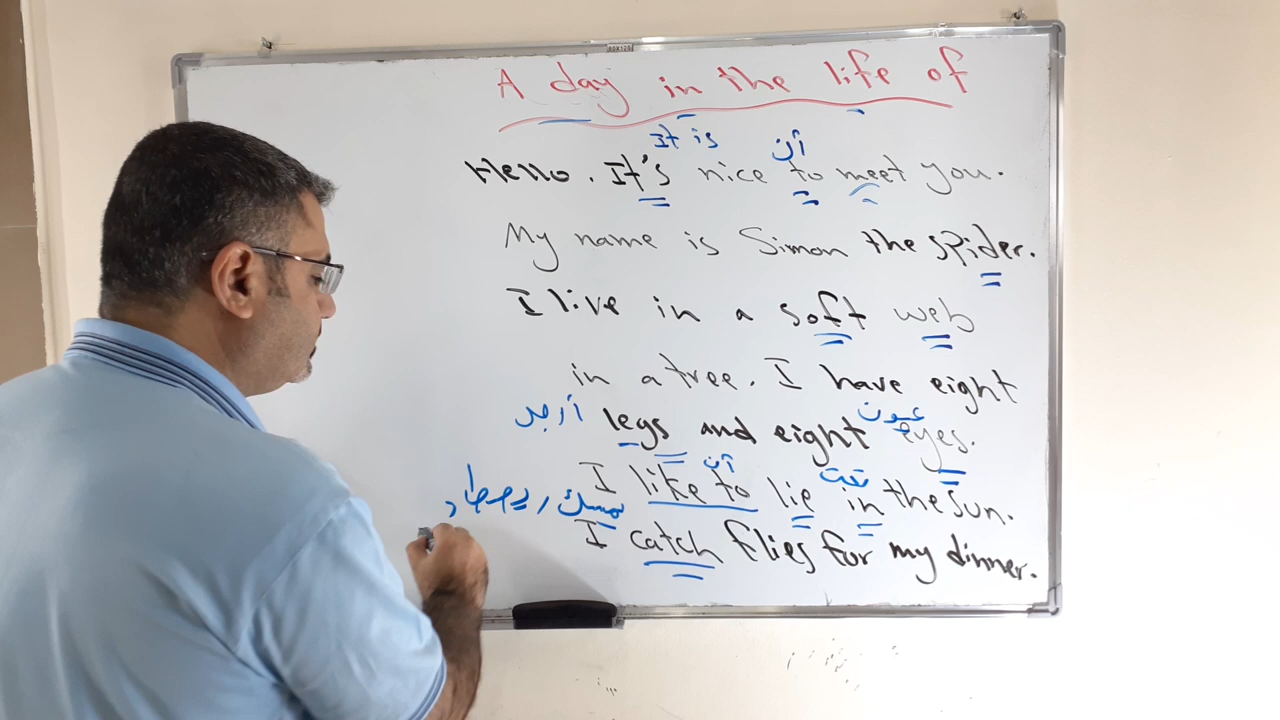 80X120
A day in the life of
It is أن
Hello. It's nice to meet you.
My name is Simon the spider.
I live in a soft web
in a tree. I have eight
أرجل عيون
legs and eight eyes.
أن تحت
I like to lie in the sun.
يمسك / يصطاد
I catch flies for my dinner.